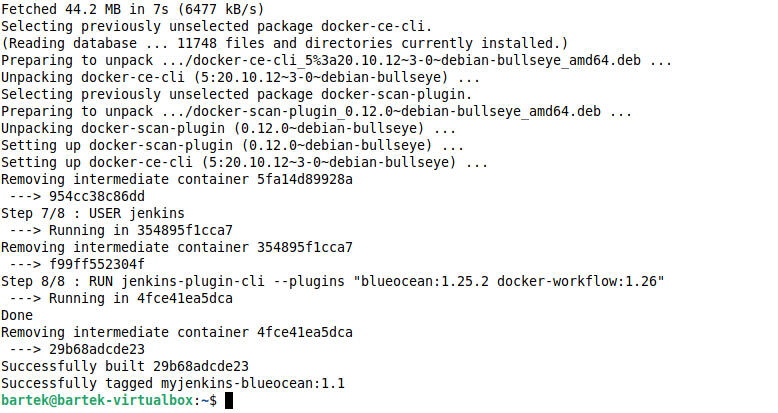 Fetched 44.2 MB in 7s (6477 kB/s)
Selecting previously unselected package docker-ce-cli.
(Reading database ... 11748 files and directories currently installed.)
Preparing to unpack .../docker-ce-cli_5%3a20.10.12~3-0~debian-bullseye_amd64.deb ...
Unpacking docker-ce-cli (5:20.10.12~3-0~debian-bullseye) ...
Selecting previously unselected package docker-scan-plugin.
Preparing to unpack .../docker-scan-plugin_0.12.0~debian-bullseye_amd64.deb ...
Unpacking docker-scan-plugin (0.12.0~debian-bullseye) ...
Setting up docker-scan-plugin (0.12.0~debian-bullseye) ...
Setting up docker-ce-cli (5:20.10.12~3-0~debian-bullseye) ...
Removing intermediate container 5fa14d89928a
 ---> 954cc38c86dd
Step 7/8 : USER jenkins
 ---> Running in 354895f1cca7
Removing intermediate container 354895f1cca7
 ---> f99ff552304f
Step 8/8 : RUN jenkins-plugin-cli --plugins "blueocean:1.25.2 docker-workflow:1.26"
 ---> Running in 4fce41ea5dca
Done
Removing intermediate container 4fce41ea5dca
 ---> 29b68adcde23
Successfully built 29b68adcde23
Successfully tagged myjenkins-blueocean:1.1
bartek@bartek-virtualbox:~$